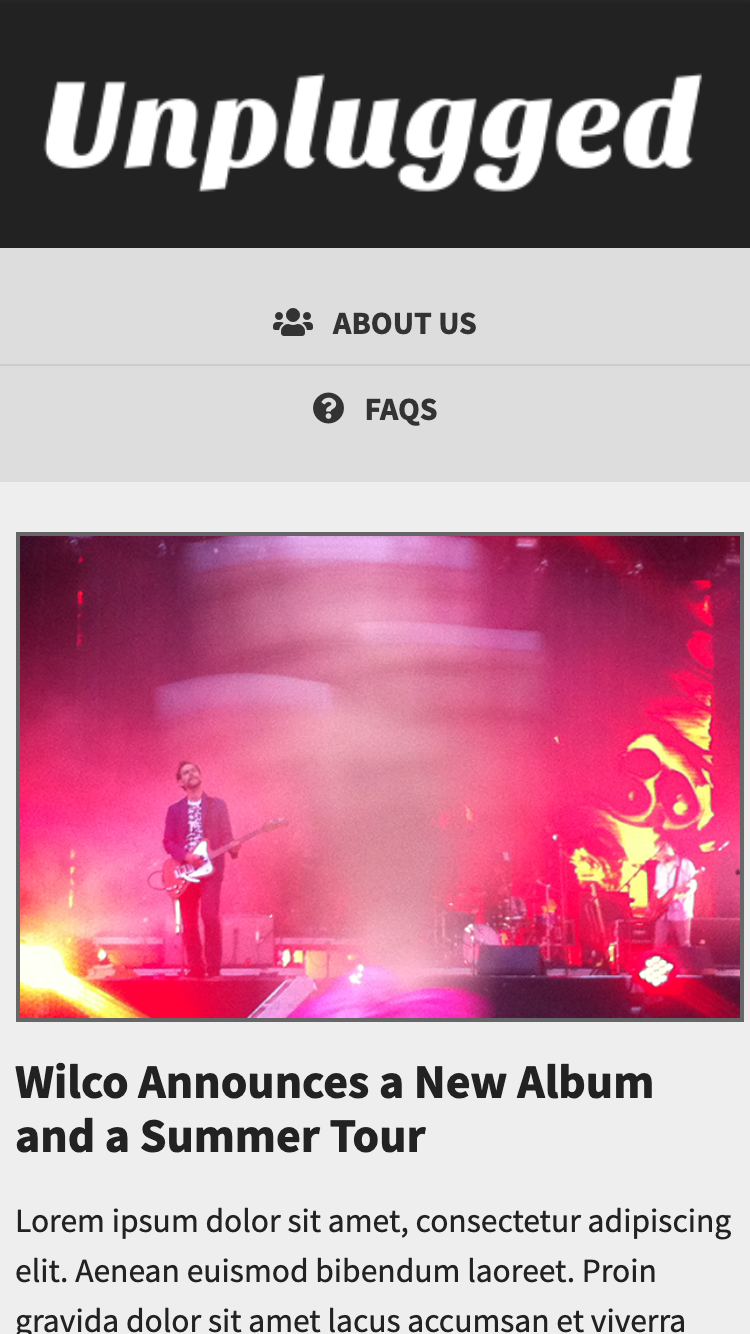 Unplugged
ABOUT US
FAQS
Wilco Announces a New Album
and a Summer Tour
Lorem ipsum dolor sit amet, consectetur adipiscing
elit. Aenean euismod bibendum laoreet. Proin
gravida dolor sit amet lacus accumsan et viverra